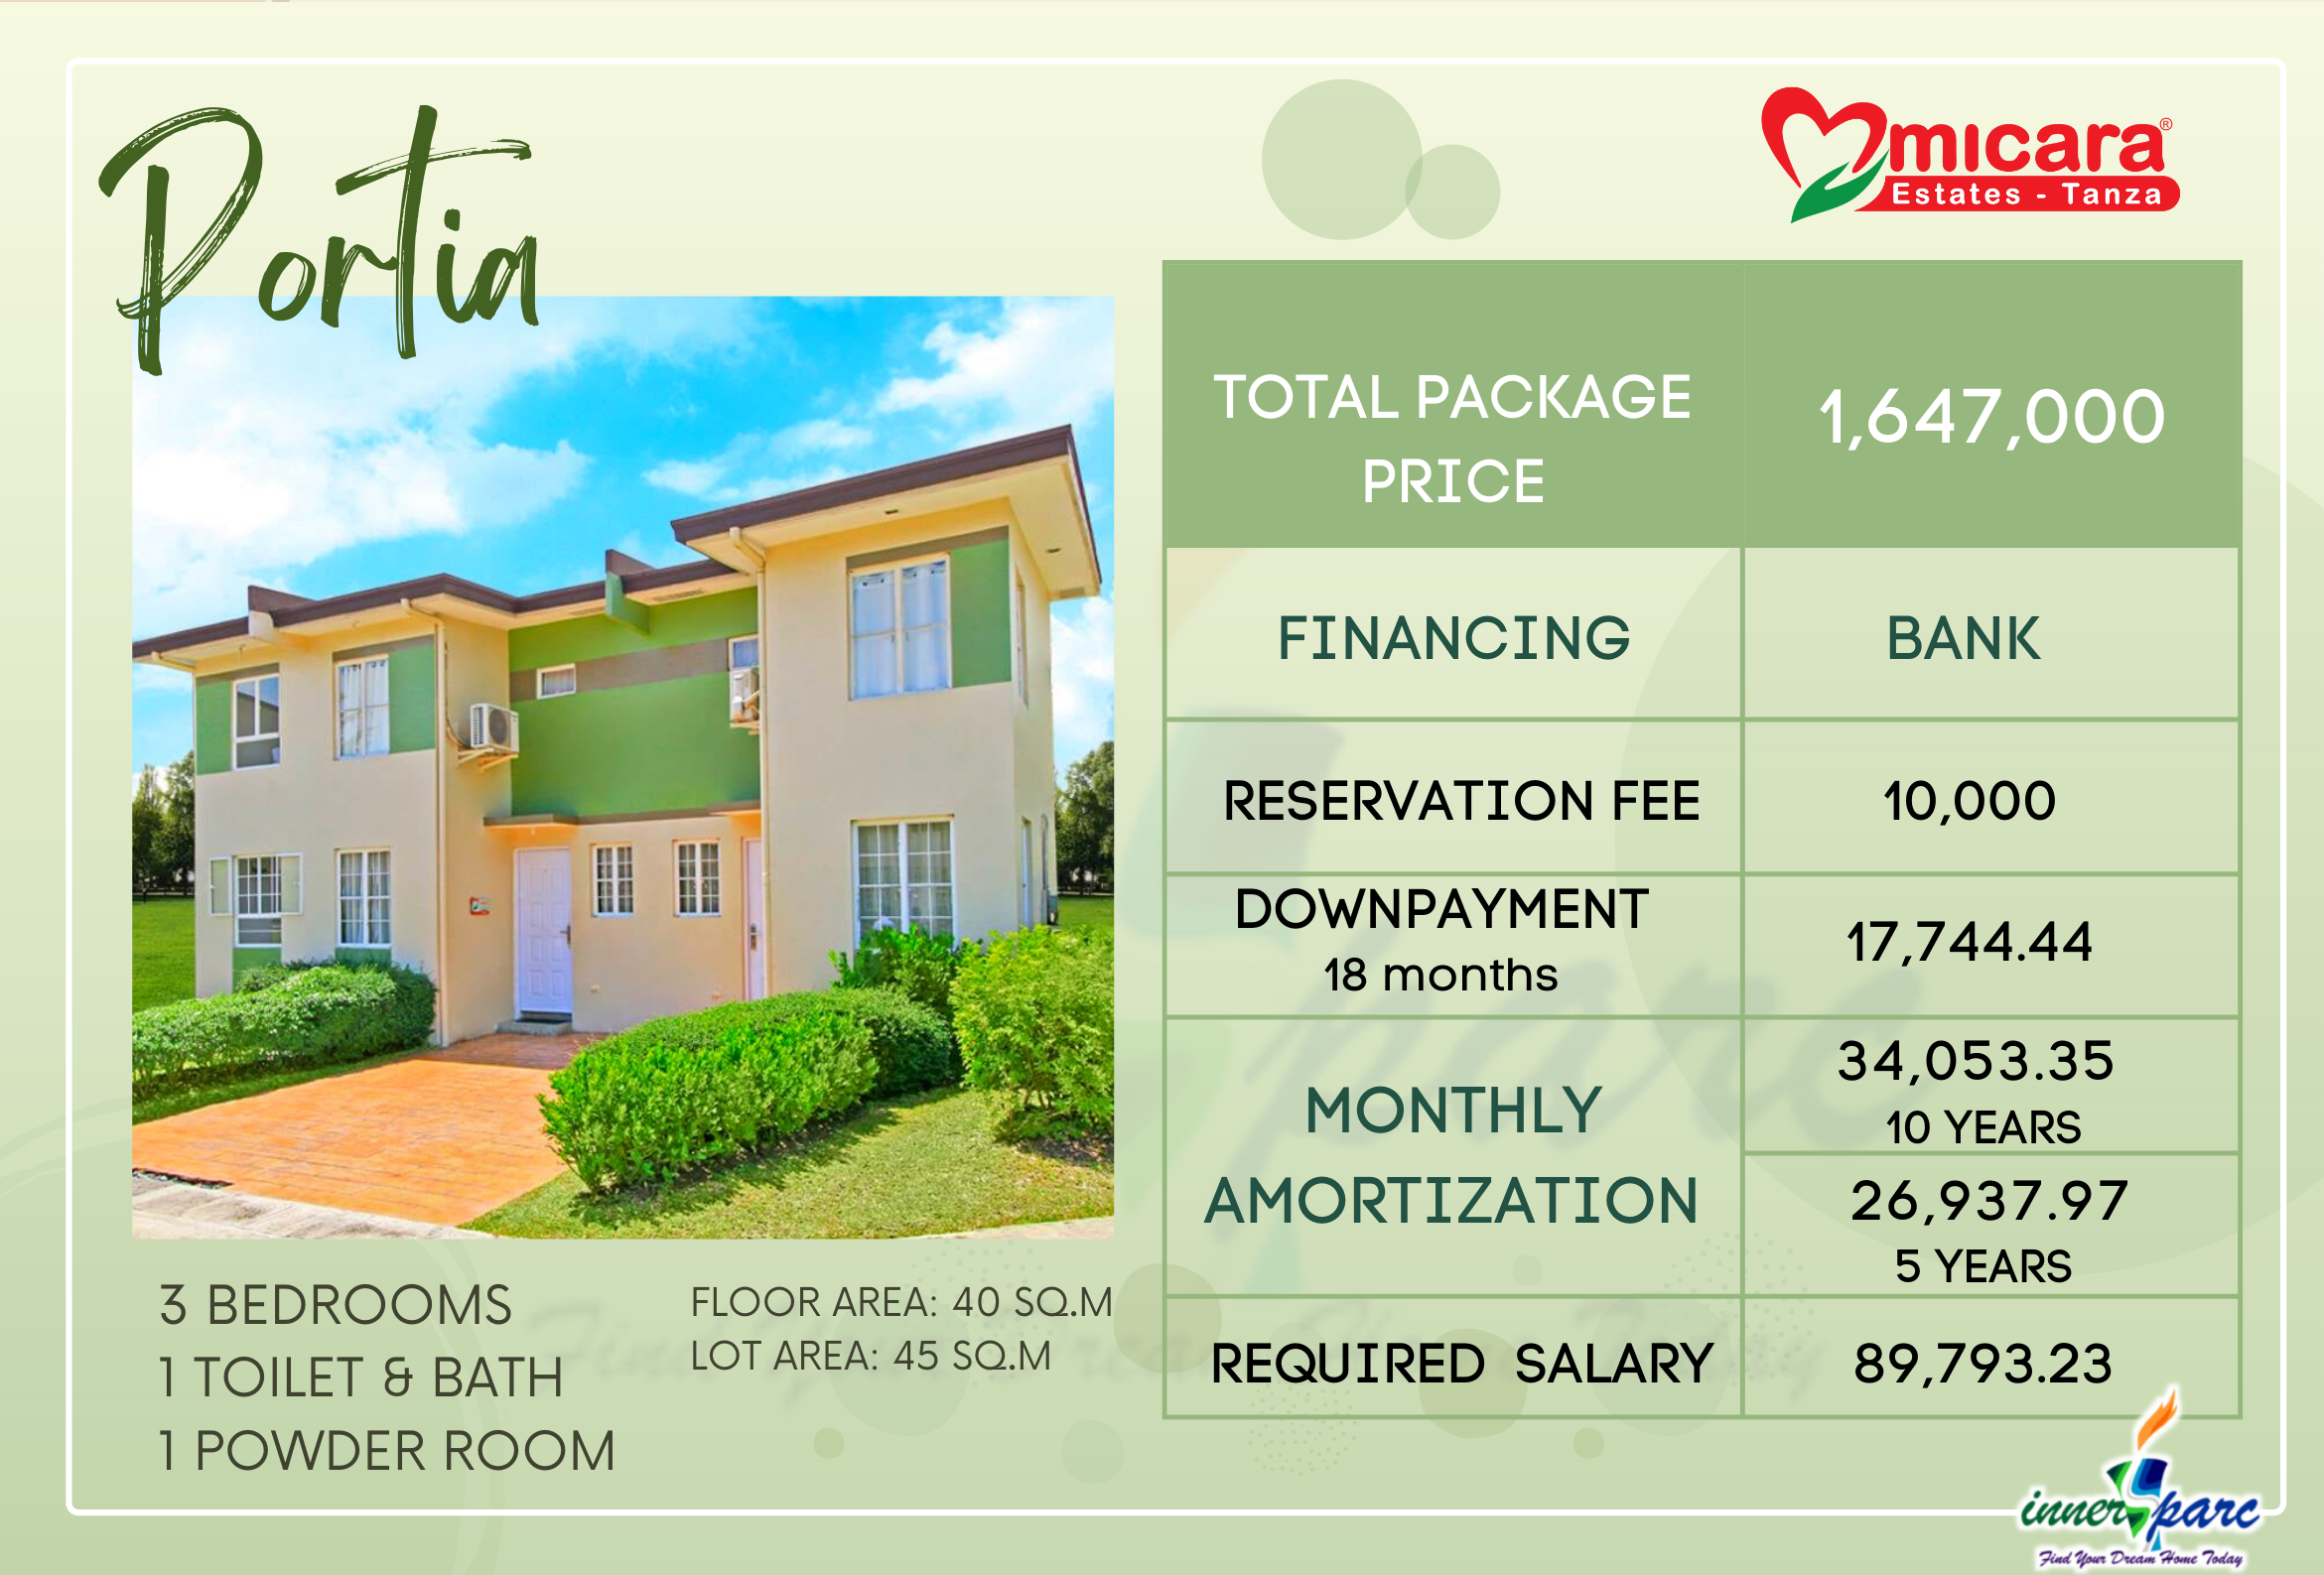 Portia
mıcara®
Estates - Tanza
TOTAL PACKAGE
PRICE
1,647,000
FINANCING
BANK
RESERVATION FEE
10,000
DOWNPAYMENT
18 months
17,744.44
MONTHLY
AMORTIZATION
34,053.35
10 YEARS
26,937.97
5 YEARS
REQUIRED SALARY
89,793.23
3 BEDROOMS
1 TOILET & BATH
1 POWDER ROOM
FLOOR AREA: 40 SQ.M
LOT AREA: 45 SQ.M
innersparc
Find Your Dream Home Today